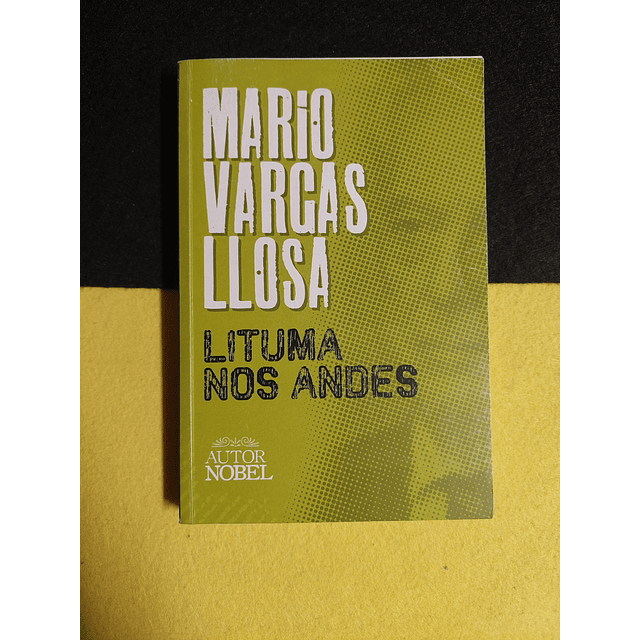 MARIO
VARGAS
LLOSA
LITUMA
NOS ANDES
AUTOR
NOBEL